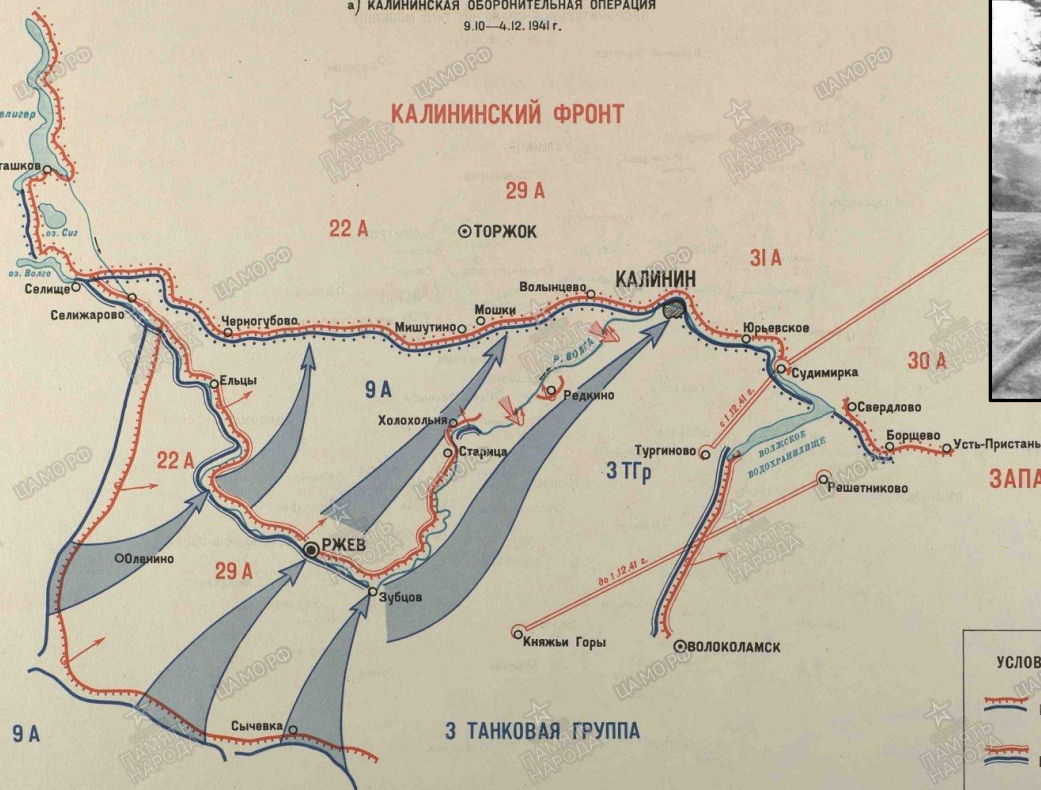 а) КАЛИНИНСКАЯ ОБОРОНИТЕЛЬНАЯ ОПЕРАЦИЯ
9.10—4.12.1941 г.
КАЛИНИНСКИЙ ФРОНТ
29 А
22 А
ТОРЖОК
31 А
оз. Сиг
оз. Волго
Селище
Селижарово
КАЛИНИН
Волынцево
Мошки
Мишутино
Черногубово
Юрьевское
Р. ВОЛГА
Судимирка
30 А
Ельцы
9 А
Редкино
с 1.12.41 г.
Свердлово
Холохольня
Старица
Борщево
Усть-Пристань
Тургиново
ВОЛЖСКОЕ
ВОДОХРАНИЛИЩЕ
22 А
3 ТГр
Решетниково
ЗАПА
РЖЕВ
Оленино
29 А
до 1.12.41 г.
Зубцов
Княжьи Горы
ВОЛОКОЛАМСК
УСЛОВ
Сычевка
3 ТАНКОВАЯ ГРУППА
9 А
ЦАМО РФ
ПАМЯТЬ
НАРОДА